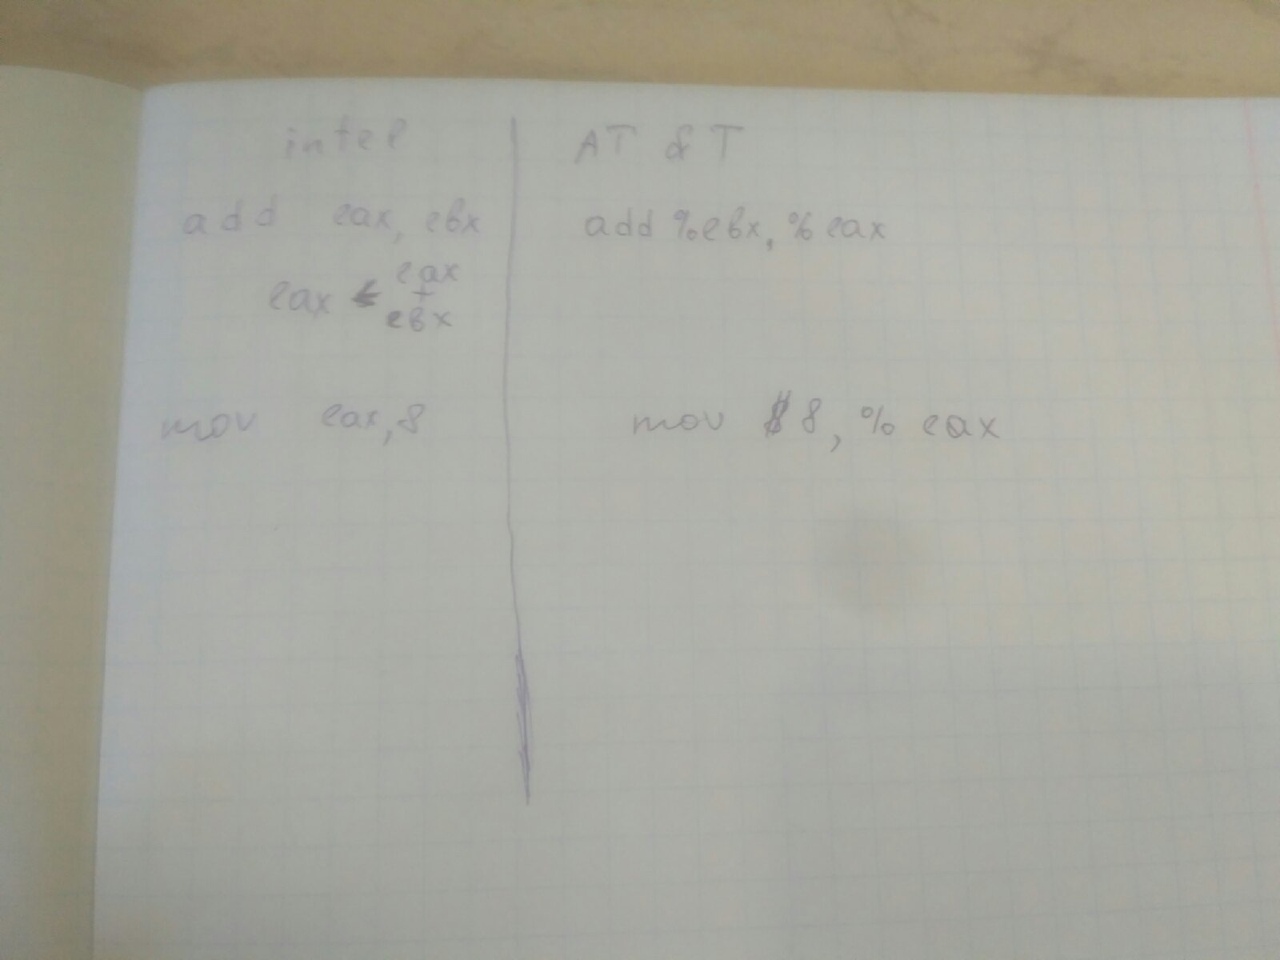 intel
add eax, ebx
eax ← eax
+
ebx
mov eax, 8
AT & T
add %ebx, %eax
mov $8, % eax